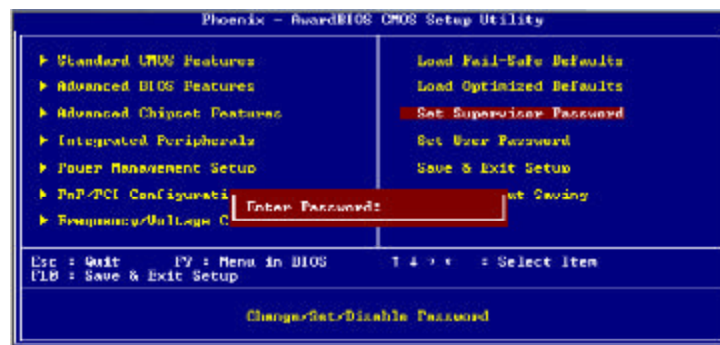 Phoenix - AwardBIOS CMOS Setup Utility
▶ Standard CMOS Features
▶ Advanced BIOS Features
▶ Advanced Chipset Features
▶ Integrated Peripherals
▶ Power Management Setup
▶ PnP/PCI Configurati
▶ Frequency/Voltage C
Load Fail-Safe Defaults
Load Optimized Defaults
Set Supervisor Password
Set User Password
Save & Exit Setup
ut Saving
Enter Password:
Esc : Quit F9 : Menu in BIOS ↑ ↓ → ← : Select Item
F10 : Save & Exit Setup
Change/Set/Disable Password